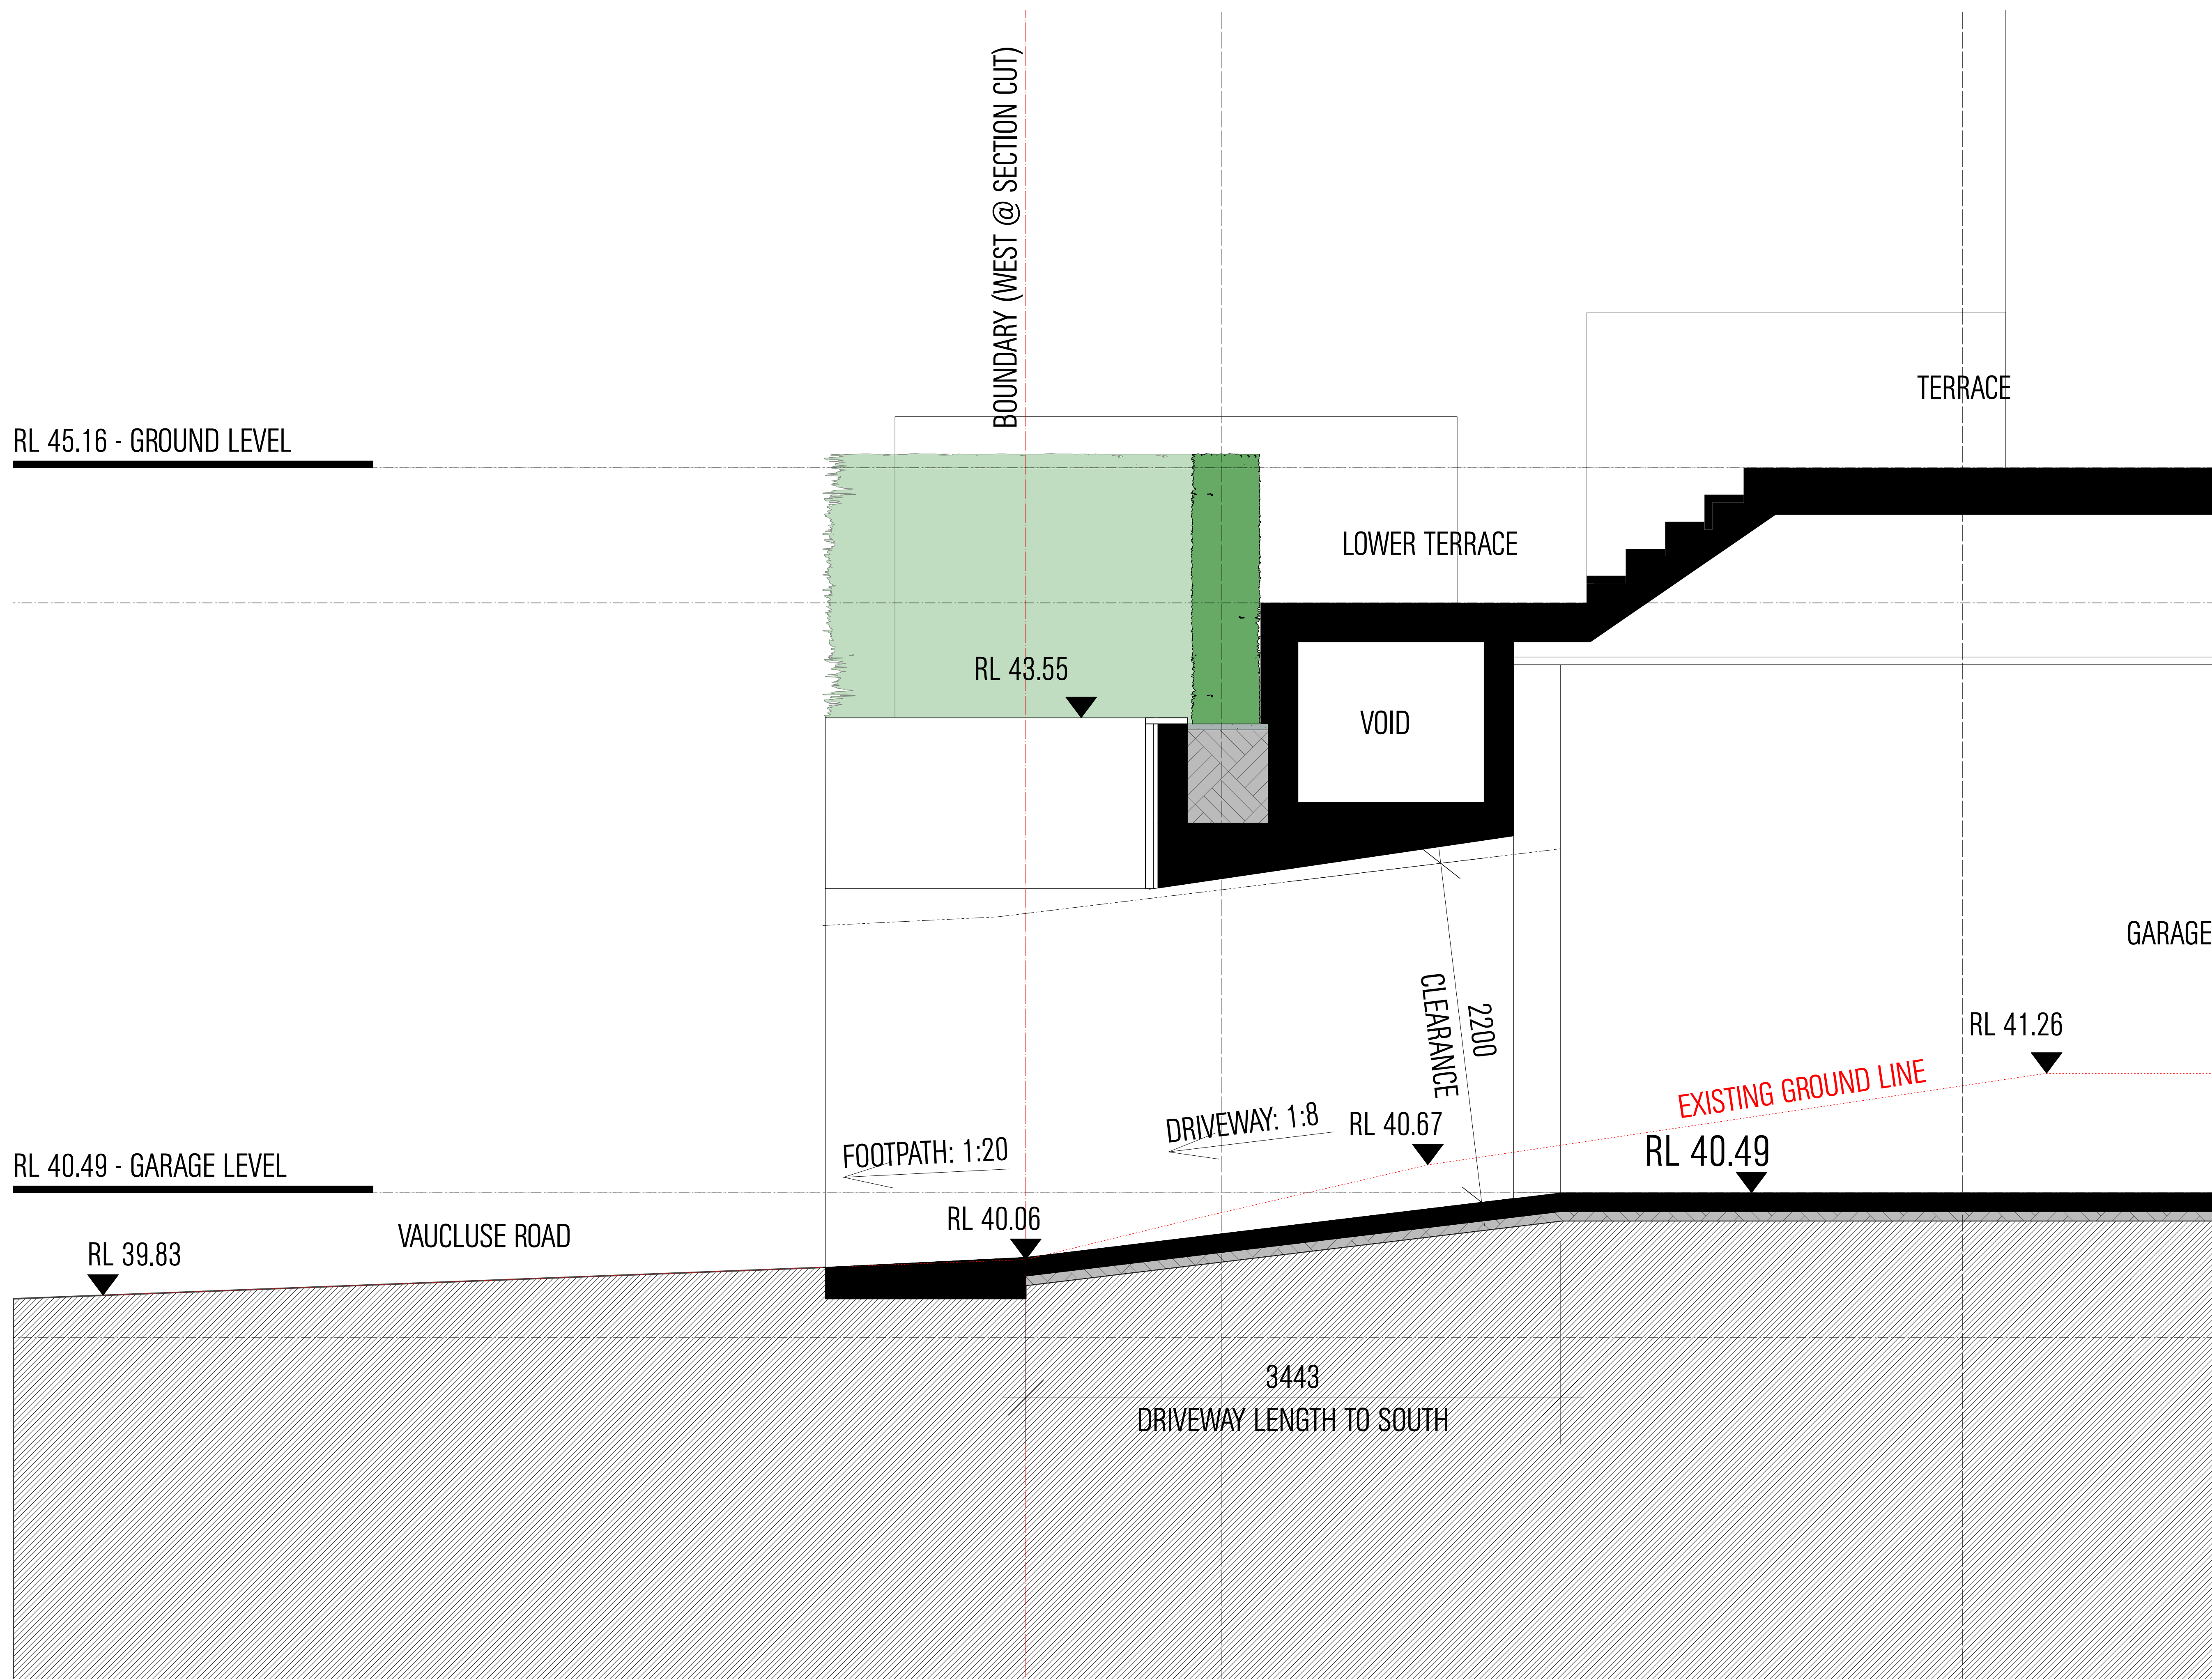 BOUNDARY (WEST @ SECTION CUT)
TERRACE
RL 45.16 - GROUND LEVEL
LOWER TERRACE
RL 43.55
VOID
GARAGE
CLEARANCE
2200
RL 41.26
EXISTING GROUND LINE
DRIVEWAY: 1:8
RL 40.67
FOOTPATH: 1:20
RL 40.49
RL 40.49 - GARAGE LEVEL
RL 40.06
VAUCLUSE ROAD
RL 39.83
3443
DRIVEWAY LENGTH TO SOUTH